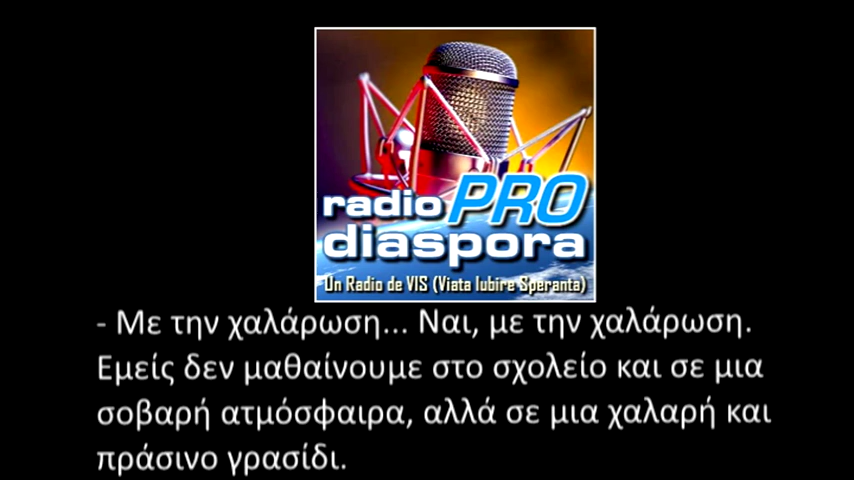 radio PRO
diaspora
Un Radio de VIS (Viata Iubire Speranta)
- Με την χαλάρωση... Ναι, με την χαλάρωση.
Εμείς δεν μαθαίνουμε στο σχολείο και σε μια
σοβαρή ατμόσφαιρα, αλλά σε μια χαλαρή και
πράσινο γρασίδι.